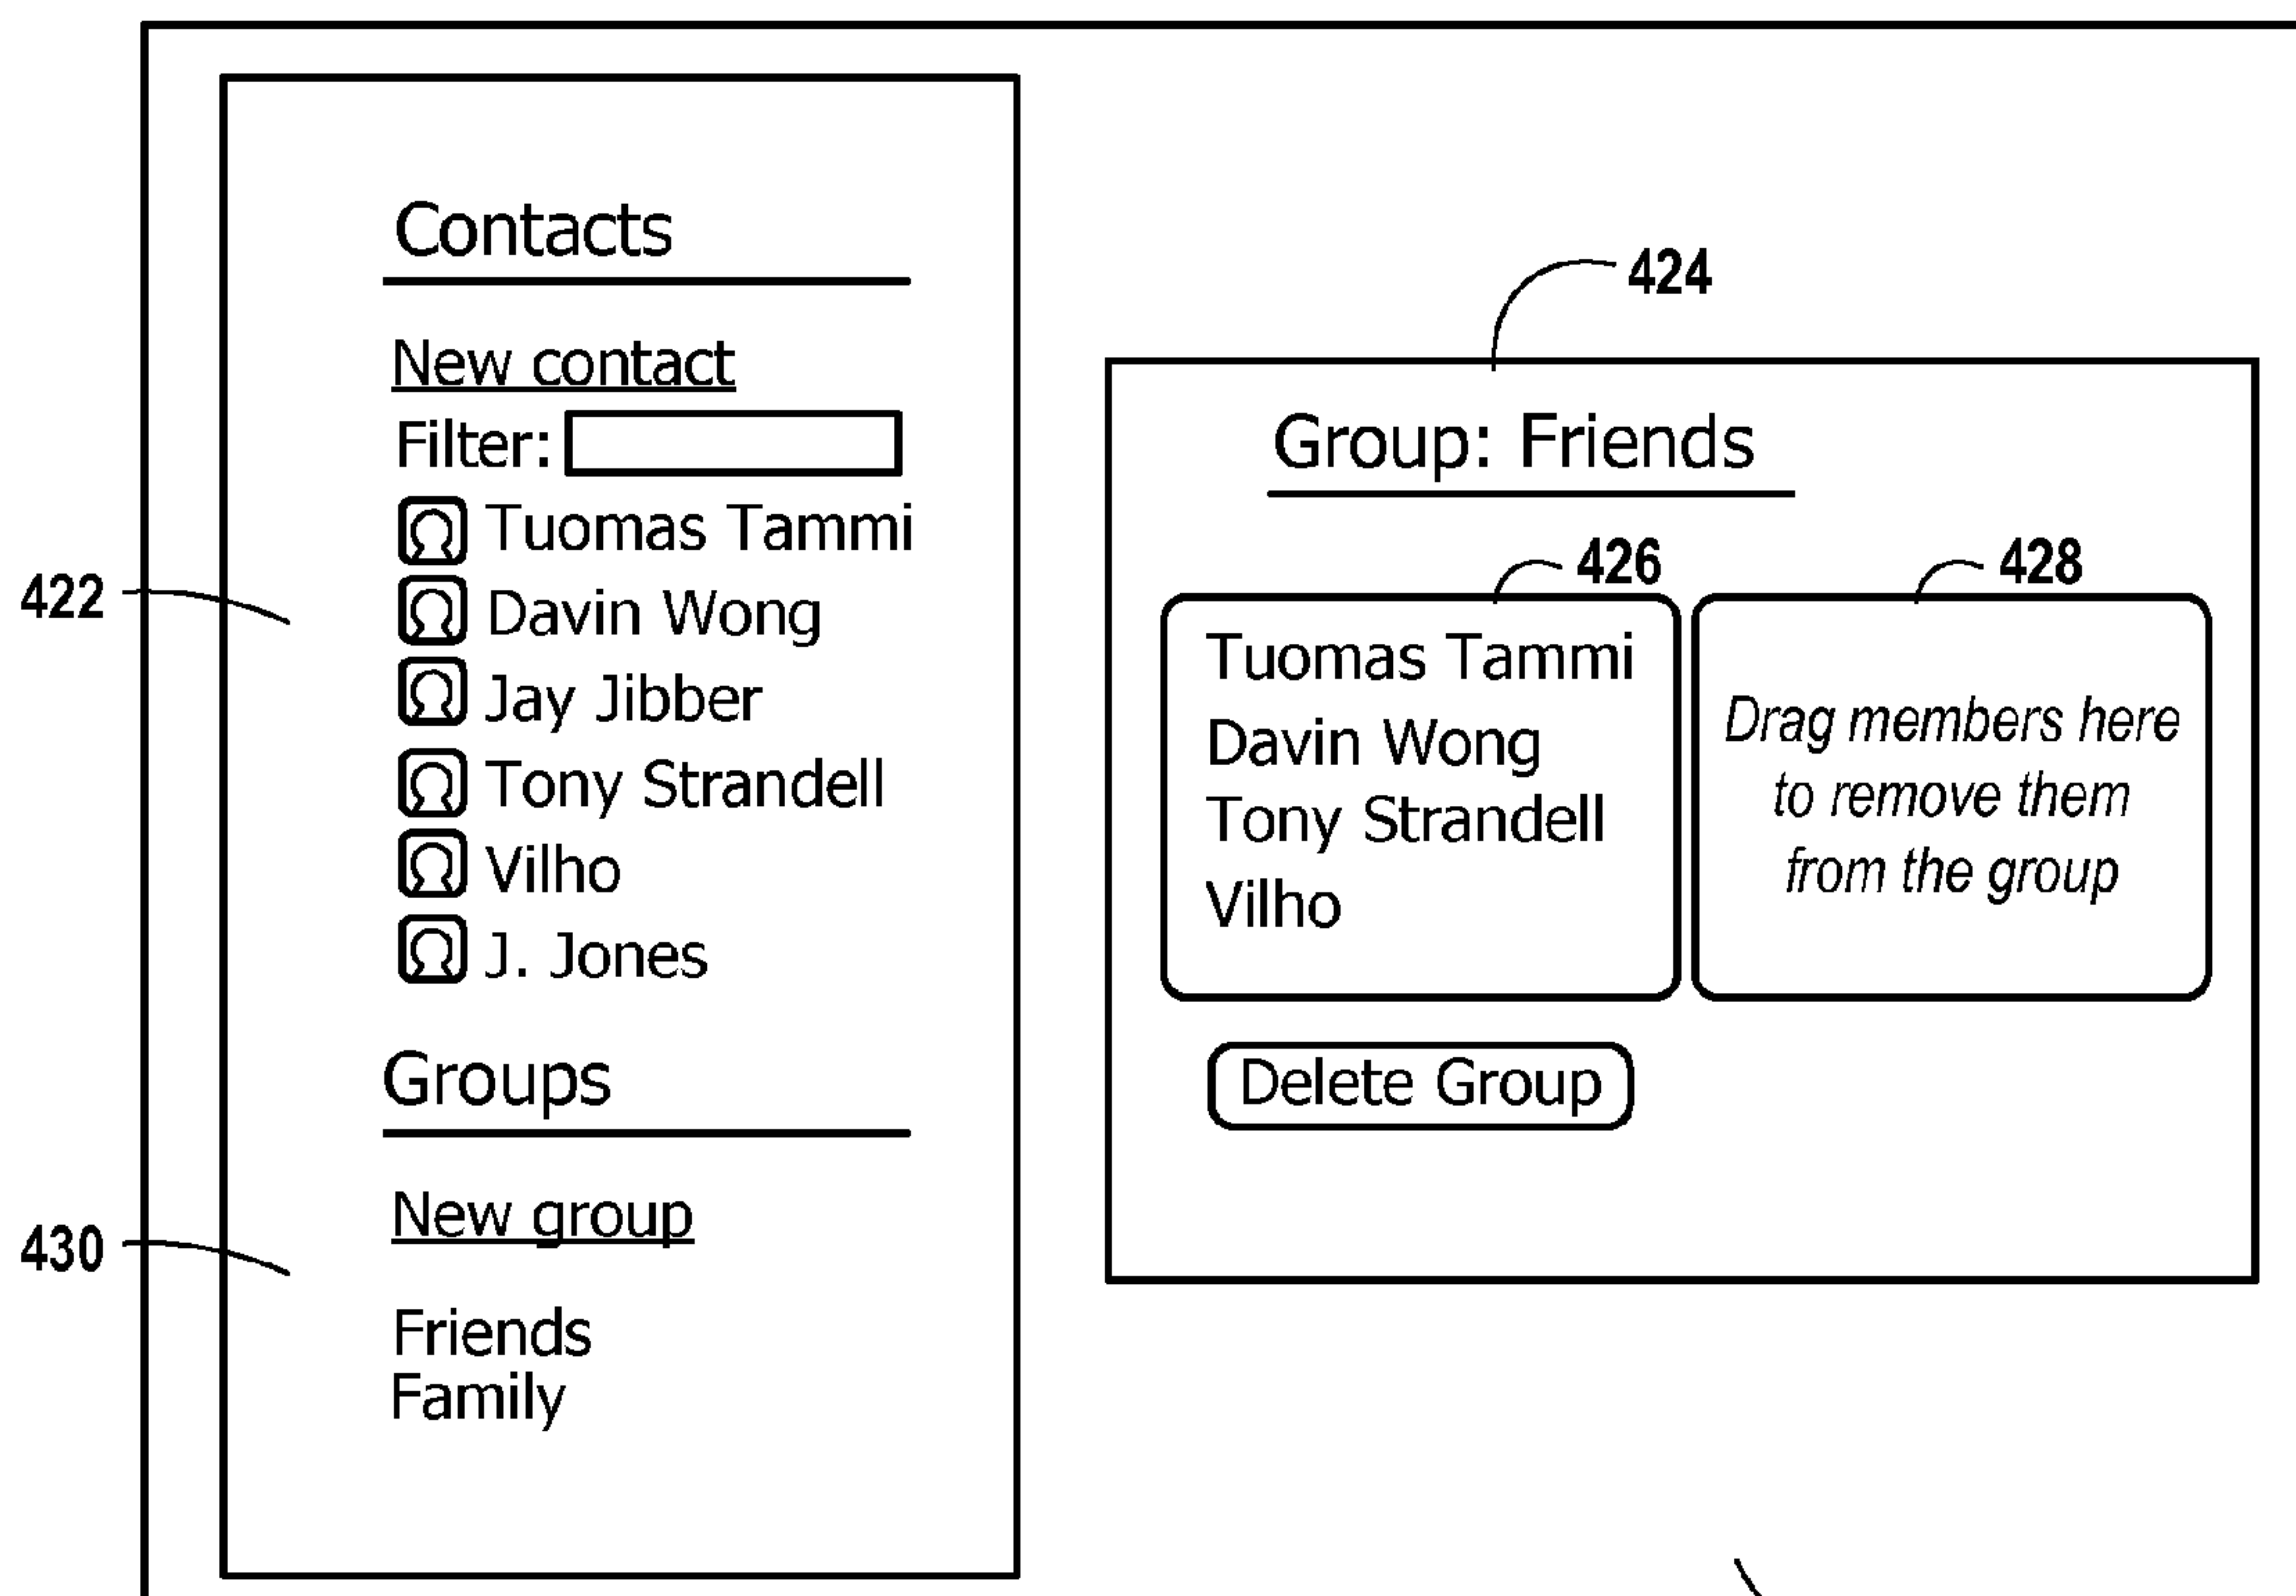 Contacts
New contact
Filter:
Tuomas Tammi
Davin Wong
Jay Jibber
Tony Strandell
Vilho
J. Jones
422
Groups
New group
430
Friends
Family
424
Group: Friends
426
428
Tuomas Tammi
Davin Wong
Tony Strandell
Vilho
Drag members here
to remove them
from the group
Delete Group